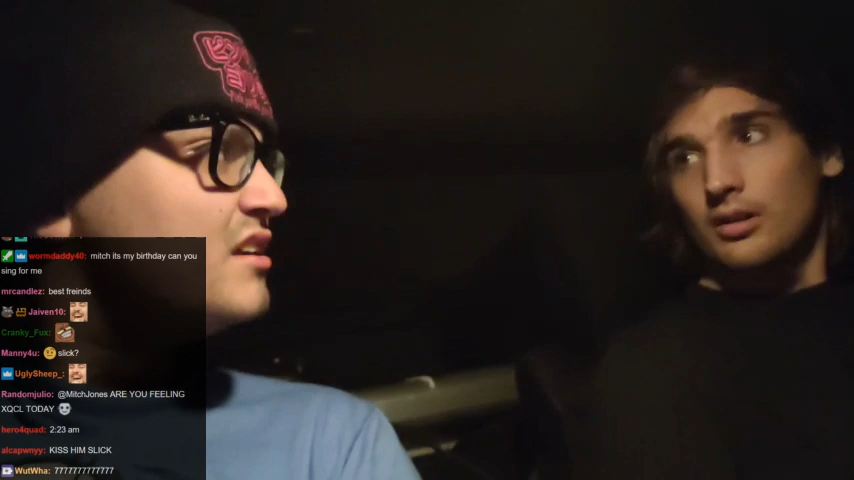 wormdaddy40: mitch its my birthday can you
sing for me
mrcandlez: best freinds
Jaiven10:
Cranky_Fux:
Manny4u: slick?
UglySheep_:
Randomjulio: @MitchJones ARE YOU FEELING
XQCL TODAY
hero4quad: 2:23 am
alcapwnyy: KISS HIM SLICK
WutWha: 7777777777777